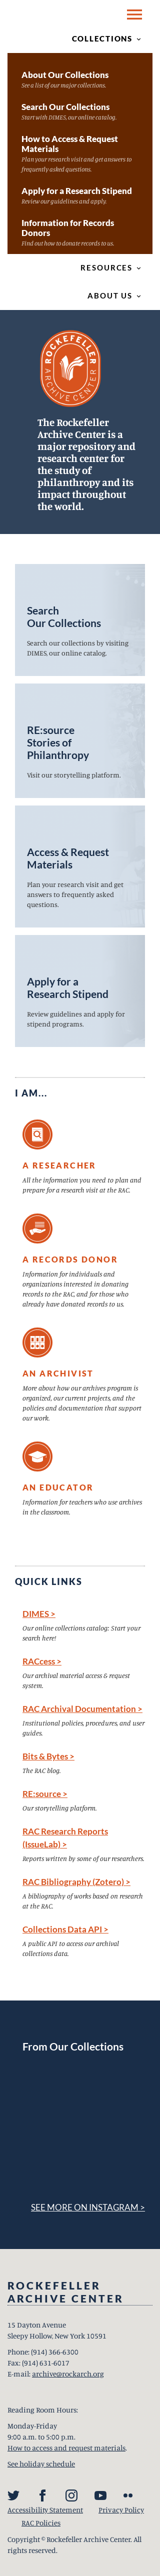 COLLECTIONS
About Our Collections
See a list of our major collections.
Search Our Collections
Start with DIMES, our online catalog.
How to Access & Request
Materials
Plan your research visit and get answers to
frequently asked questions.
Apply for a Research Stipend
Review our guidelines and apply.
Information for Records
Donors
Find out how to donate records to us.
RESOURCES
ABOUT US
ROCKEFELLER
ARCHIVE CENTER
The Rockefeller
Archive Center is a
major repository and
research center for
the study of
philanthropy and its
impact throughout
the world.
Search
Our Collections
Search our collections by visiting
DIMES, our online catalog.
RE:source
Stories of
Philanthropy
Visit our storytelling platform.
Access & Request
Materials
Plan your research visit and get
answers to frequently asked
questions.
Apply for a
Research Stipend
Review guidelines and apply for
stipend programs.
I AM...
A RESEARCHER
All the information you need to plan and
prepare for a research visit at the RAC.
A RECORDS DONOR
Information for individuals and
organizations interested in donating
records to the RAC, and for those who
already have donated records to us.
AN ARCHIVIST
More about how our archives program is
organized, our current projects, and the
policies and documentation that support
our work.
AN EDUCATOR
Information for teachers who use archives
in the classroom.
QUICK LINKS
DIMES >
Our online collections catalog: Start your
search here!
RACcess >
Our archival material access & request
system.
RAC Archival Documentation >
Institutional policies, procedures, and user
guides.
Bits & Bytes >
The RAC blog.
RE:source >
Our storytelling platform.
RAC Research Reports
(IssueLab) >
Reports written by some of our researchers.
RAC Bibliography (Zotero) >
A bibliography of works based on research
at the RAC.
Collections Data API >
A public API to access our archival
collections data.
From Our Collections
SEE MORE ON INSTAGRAM >
ROCKEFELLER
ARCHIVE CENTER
15 Dayton Avenue
Sleepy Hollow, New York 10591
Phone: (914) 366-6300
Fax: (914) 631-6017
E-mail: archive@rockarch.org
Reading Room Hours:
Monday-Friday
9:00 a.m. to 5:00 p.m.
How to access and request materials.
See holiday schedule
Accessibility Statement Privacy Policy
RAC Policies
Copyright © Rockefeller Archive Center. All
rights reserved.